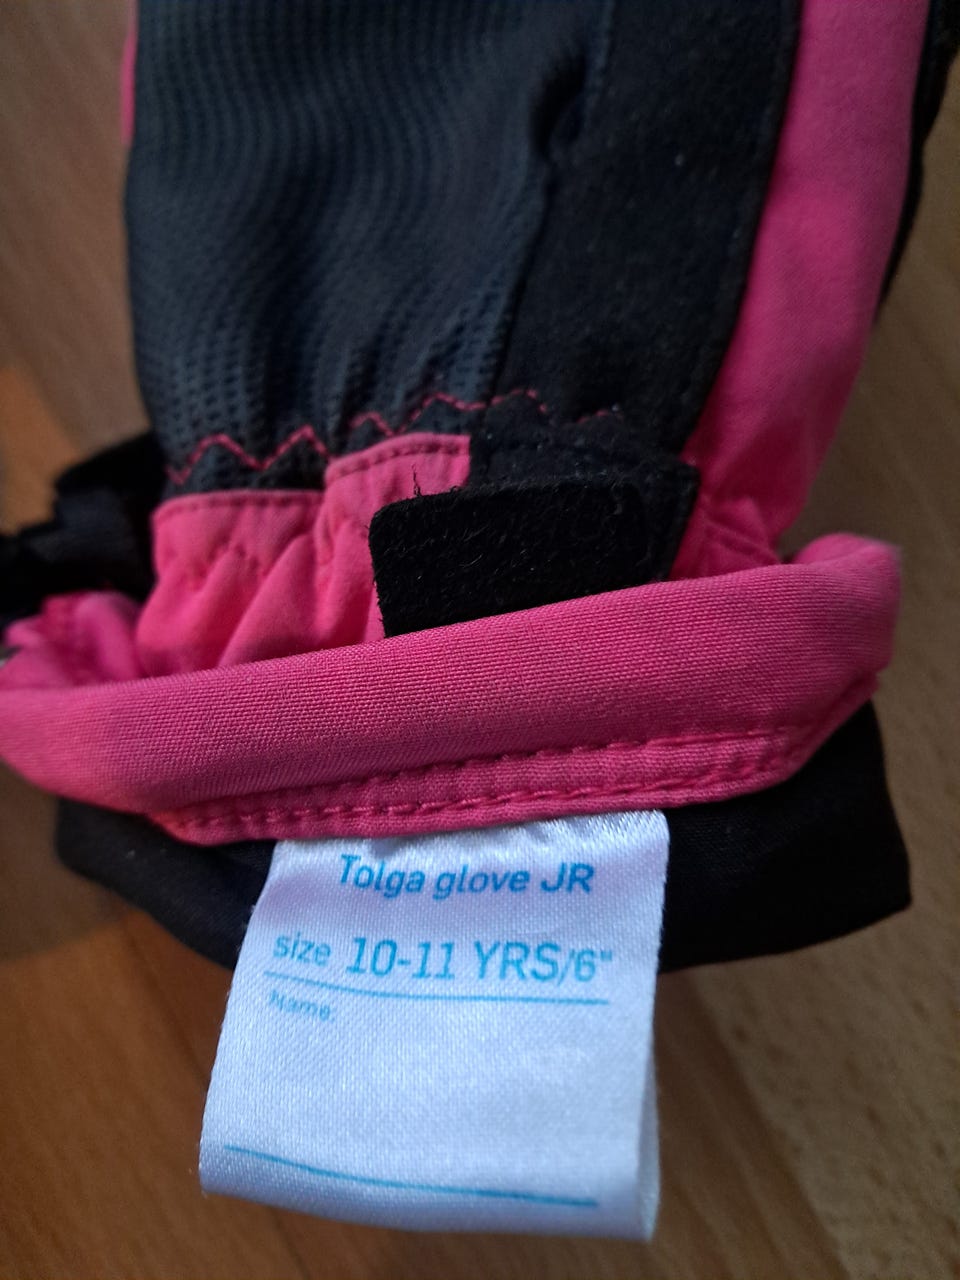 Tolga glove JR
size 10-11 YRS/6"
Name: